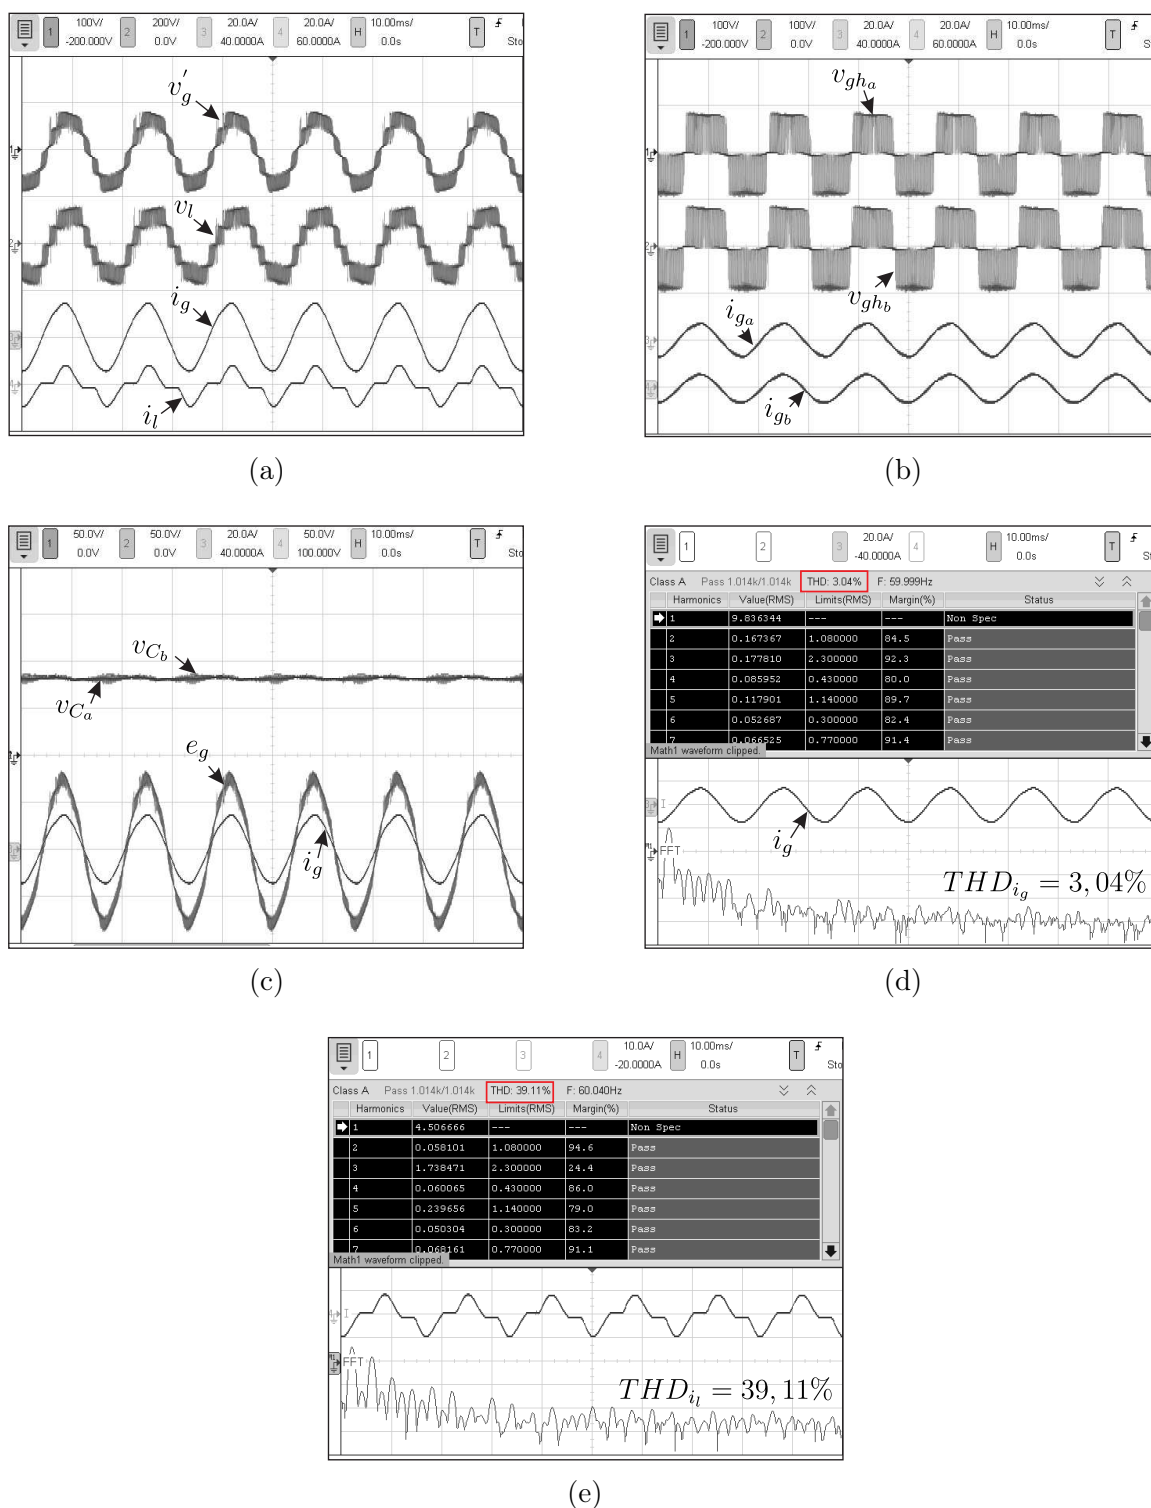 100V/ 200V/ 20.0A/ 20.0A/ 10.00ms/
1 -200.000V 2 0.0V 3 40.0000A 4 60.0000A H 0.0s T Sto
v'g
vl
ig
il
(a)
100V/ 100V/ 20.0A/ 20.0A/ 10.00ms/
1 -200.000V 2 0.0V 3 40.0000A 4 60.0000A H 0.0s T St
vgha
vghb
iga
igb
(b)
50.0V/ 50.0V/ 20.0A/ 50.0V/ 10.00ms/
1 0.0V 2 0.0V 3 40.0000A 4 100.000V H 0.0s T Sto
vCb
vCa
eg
ig
(c)
20.0A/ 10.00ms/
1 2 3 -40.0000A 4 H 0.0s T St
Class A Pass 1.014k/1.014k THD: 3.04% F: 59.999Hz
Harmonics Value(RMS) Limits(RMS) Margin(%) Status
1 9.836344 --- --- Non Spec
2 0.167367 1.080000 84.5 Pass
3 0.177810 2.300000 92.3 Pass
4 0.085952 0.430000 80.0 Pass
5 0.117901 1.140000 89.7 Pass
6 0.052687 0.300000 82.4 Pass
7 0.066525 0.770000 91.4 Pass
Math1 waveform clipped.
ig
FFT
THDig = 3,04%
(d)
10.0A/ 10.00ms/
1 2 3 4 -20.0000A H 0.0s T Sto
Class A Pass 1.014k/1.014k THD: 39.11% F: 60.040Hz
Harmonics Value(RMS) Limits(RMS) Margin(%) Status
1 4.506666 --- --- Non Spec
2 0.058101 1.080000 94.6 Pass
3 1.738471 2.300000 24.4 Pass
4 0.060065 0.430000 86.0 Pass
5 0.239656 1.140000 79.0 Pass
6 0.050304 0.300000 83.2 Pass
7 0.068161 0.770000 91.1 Pass
Math1 waveform clipped.
FFT
THDil = 39,11%
(e)